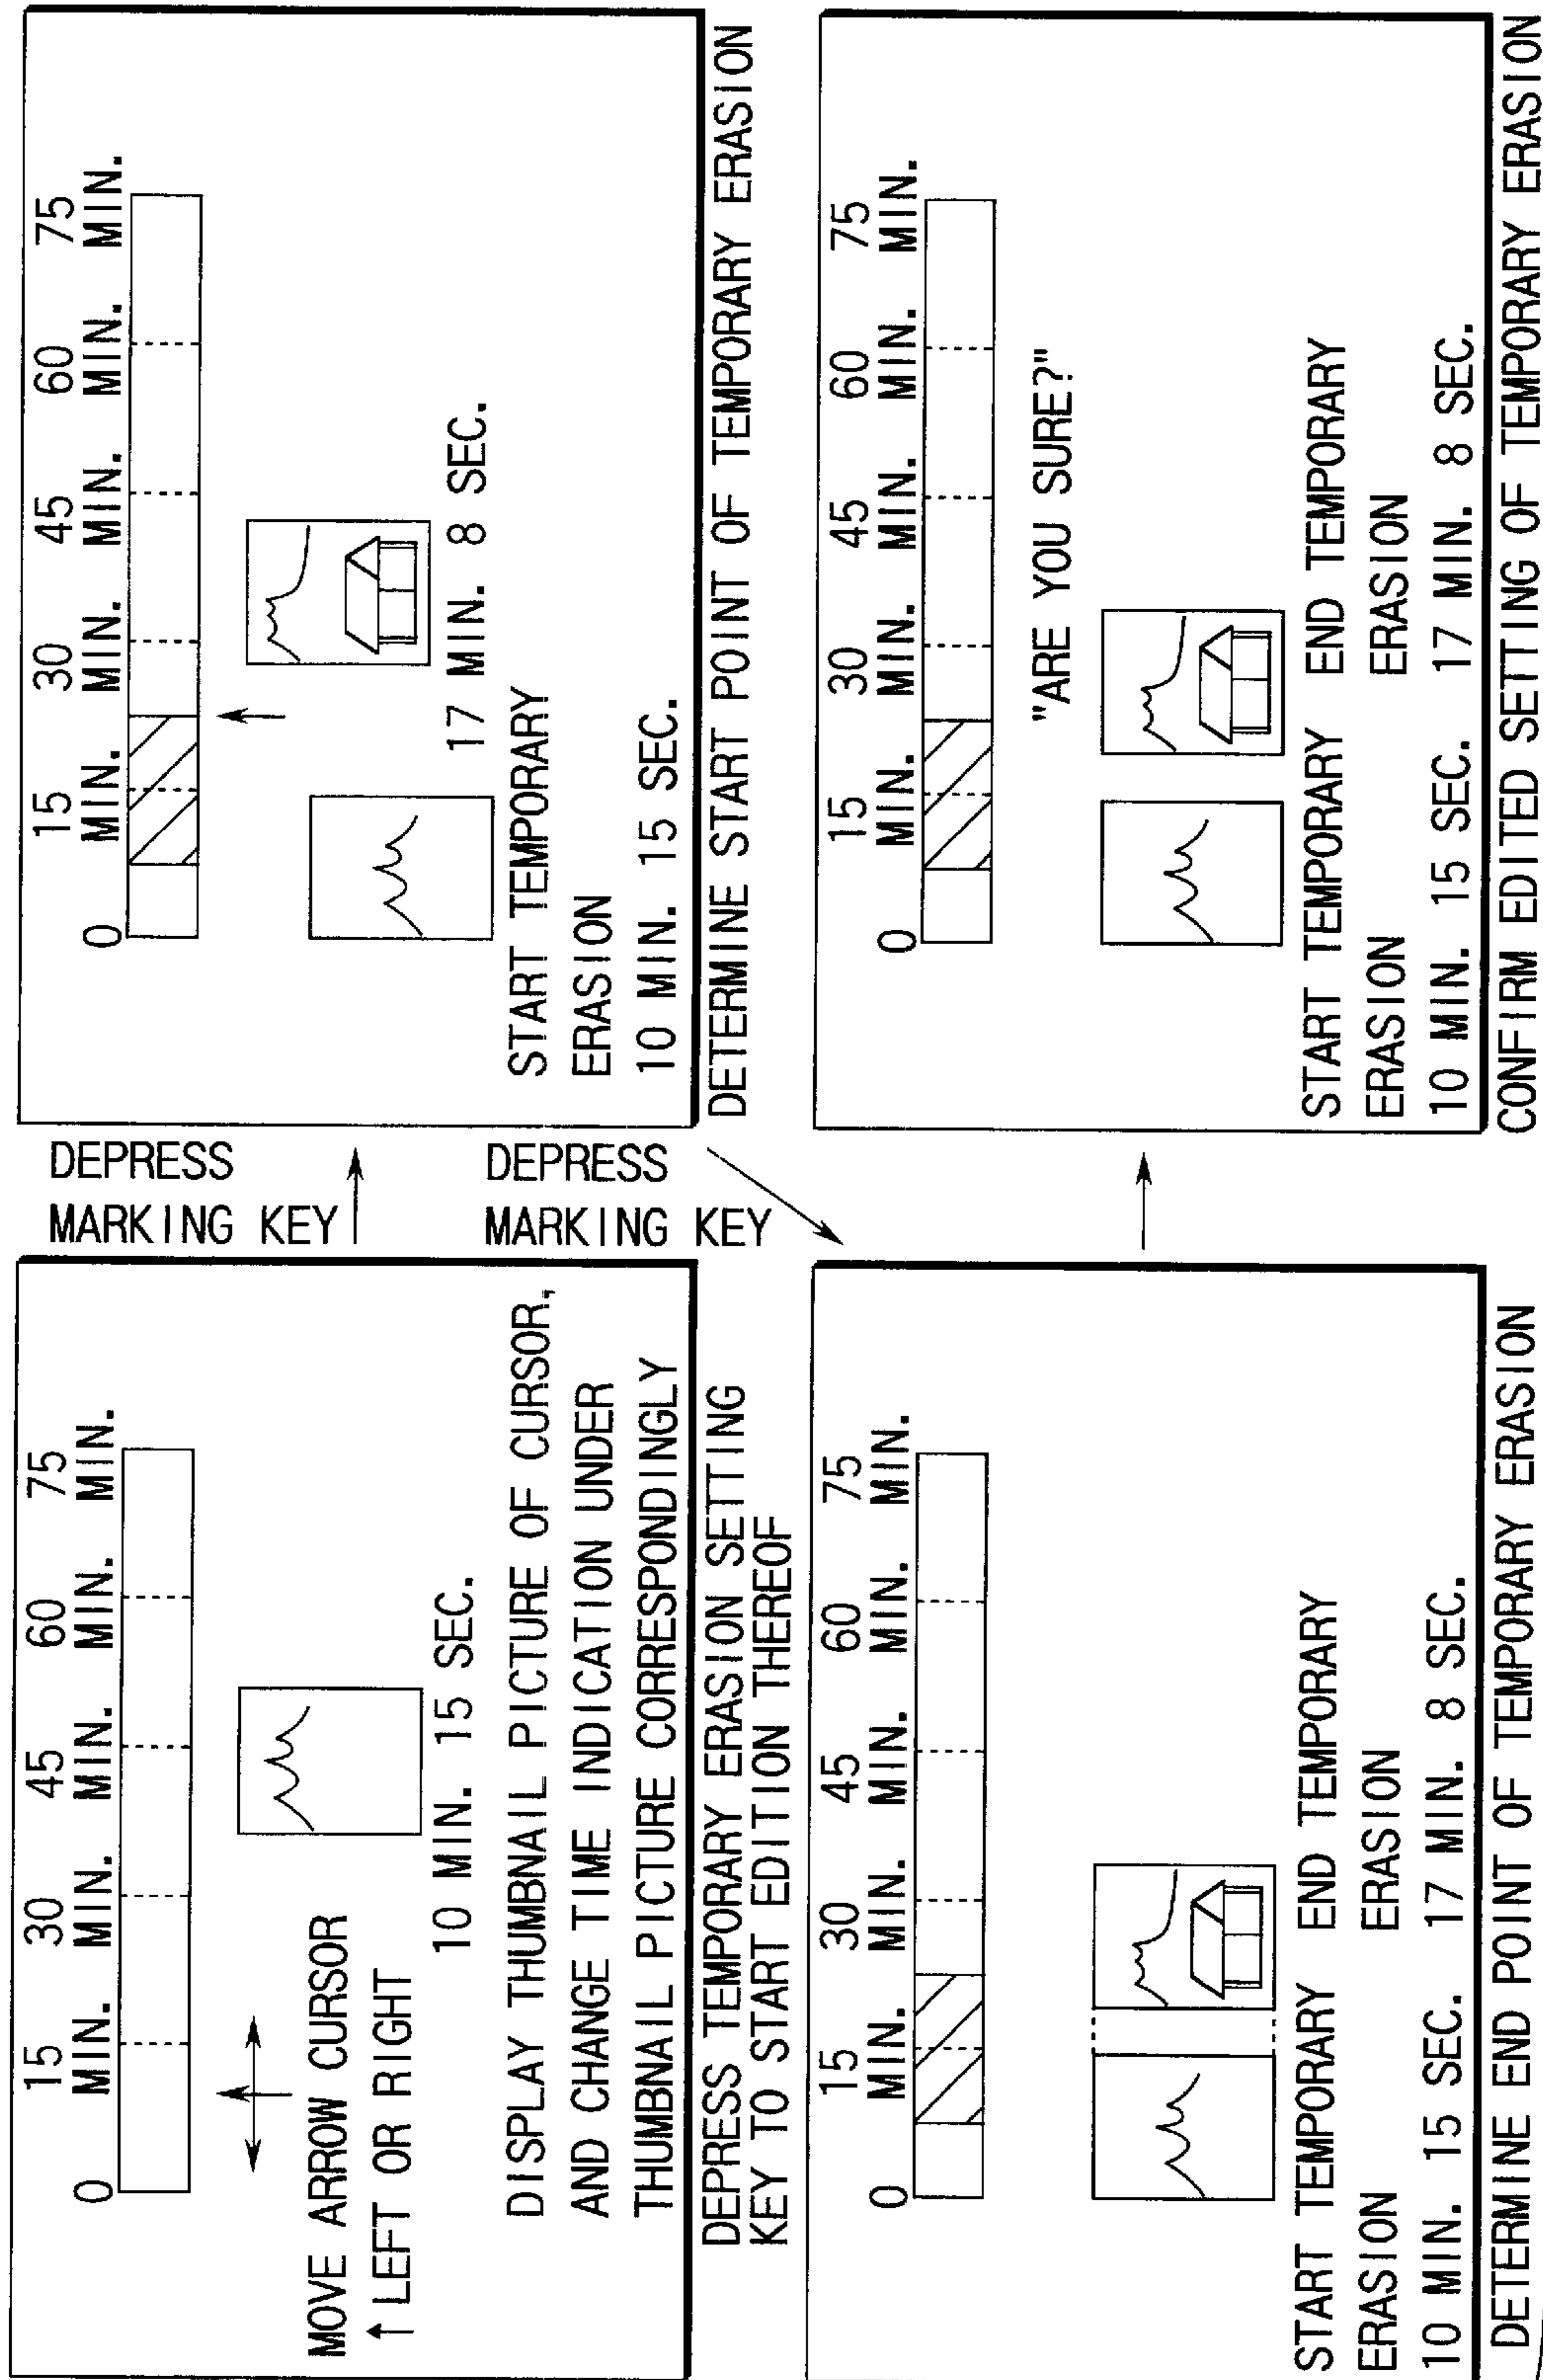 0 15 30 45 60 75
MIN. MIN. MIN. MIN. MIN.
MOVE ARROW CURSOR
↑ LEFT OR RIGHT
10 MIN. 15 SEC.
DISPLAY THUMBNAIL PICTURE OF CURSOR,
AND CHANGE TIME INDICATION UNDER
THUMBNAIL PICTURE CORRESPONDINGLY
DEPRESS TEMPORARY ERASION SETTING
KEY TO START EDITION THEREOF
DEPRESS
MARKING KEY
0 15 30 45 60 75
MIN. MIN. MIN. MIN. MIN.
17 MIN. 8 SEC.
START TEMPORARY
ERASION
10 MIN. 15 SEC.
DETERMINE START POINT OF TEMPORARY ERASION
DEPRESS
MARKING KEY
0 15 30 45 60 75
MIN. MIN. MIN. MIN. MIN.
START TEMPORARY END TEMPORARY
ERASION ERASION
10 MIN. 15 SEC. 17 MIN. 8 SEC.
DETERMINE END POINT OF TEMPORARY ERASION
0 15 30 45 60 75
MIN. MIN. MIN. MIN. MIN.
"ARE YOU SURE?"
START TEMPORARY END TEMPORARY
ERASION ERASION
10 MIN. 15 SEC. 17 MIN. 8 SEC.
CONFIRM EDITED SETTING OF TEMPORARY ERASION